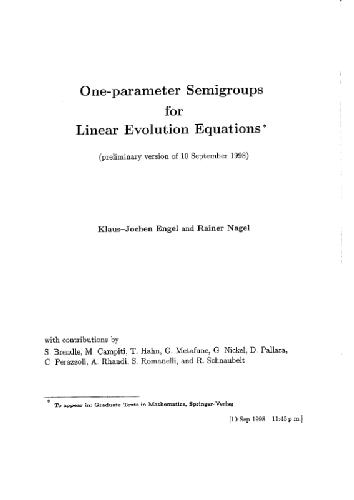 One-parameter Semigroups
for
Linear Evolution Equations*
(preliminary version of 10 September 1998)
Klaus–Jochen Engel and Rainer Nagel
with contributions by
S. Brendle, M. Campiti, T. Hahn, G. Metafune, G. Nickel, D. Pallara,
C. Perazzoli, A. Rhandi, S. Romanelli, and R. Schnaubelt
* To appear in: Graduate Texts in Mathematics, Springer-Verlag
[10 Sep 1998 11:45 p.m.]